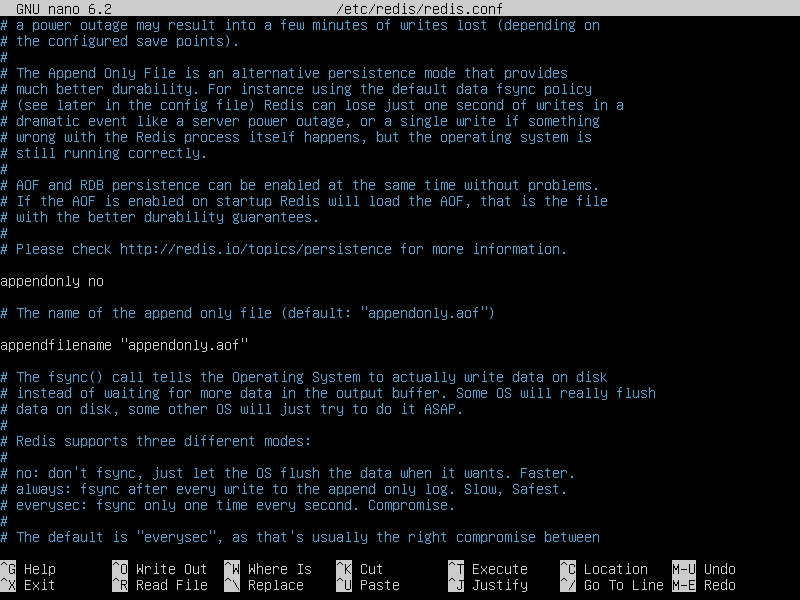 GNU nano 6.2 /etc/redis/redis.conf
# a power outage may result into a few minutes of writes lost (depending on
# the configured save points).
#
# The Append Only File is an alternative persistence mode that provides
# much better durability. For instance using the default data fsync policy
# (see later in the config file) Redis can lose just one second of writes in a
# dramatic event like a server power outage, or a single write if something
# wrong with the Redis process itself happens, but the operating system is
# still running correctly.
#
# AOF and RDB persistence can be enabled at the same time without problems.
# If the AOF is enabled on startup Redis will load the AOF, that is the file
# with the better durability guarantees.
#
# Please check http://redis.io/topics/persistence for more information.
appendonly no
# The name of the append only file (default: "appendonly.aof")
appendfilename "appendonly.aof"
# The fsync() call tells the Operating System to actually write data on disk
# instead of waiting for more data in the output buffer. Some OS will really flush
# data on disk, some other OS will just try to do it ASAP.
#
# Redis supports three different modes:
#
# no: don't fsync, just let the OS flush the data when it wants. Faster.
# always: fsync after every write to the append only log. Slow, Safest.
# everysec: fsync only one time every second. Compromise.
#
# The default is "everysec", as that's usually the right compromise between
^G Help ^O Write Out ^W Where Is ^K Cut ^T Execute ^C Location M-U Undo
^X Exit ^R Read File ^\ Replace ^U Paste ^J Justify ^/ Go To Line M-E Redo